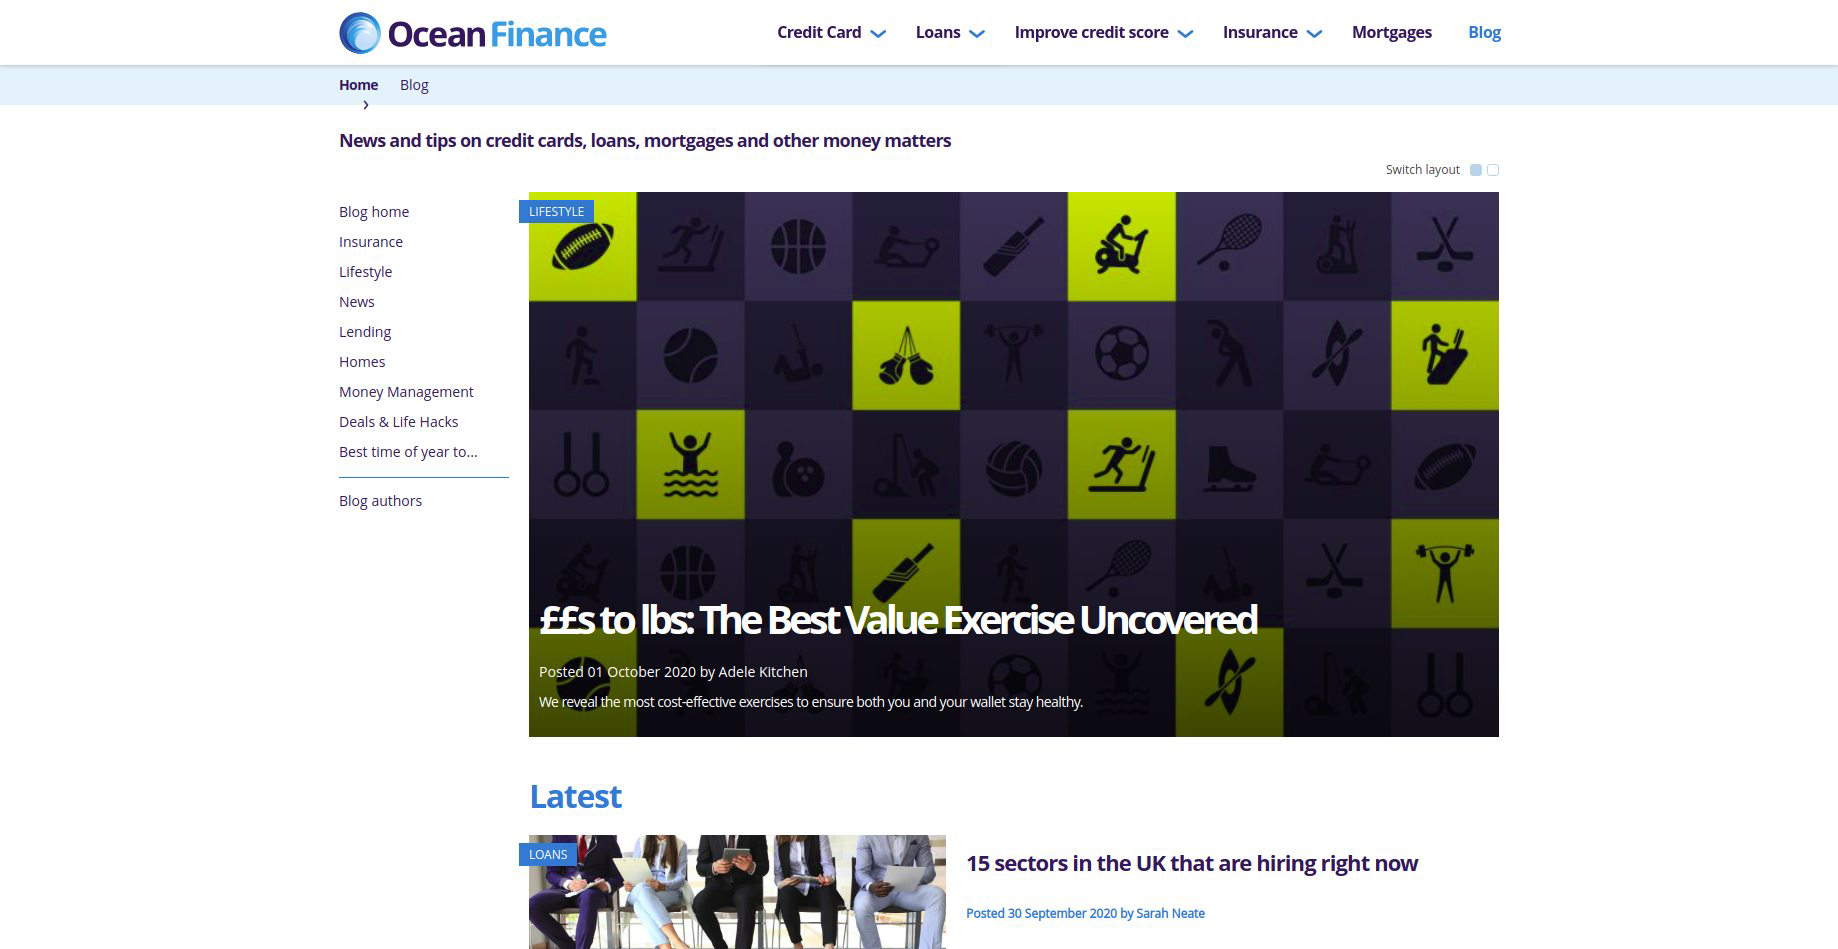 Ocean Finance
Credit Card
Loans
Improve credit score
Insurance
Mortgages
Blog
Home
Blog
News and tips on credit cards, loans, mortgages and other money matters
Switch layout
Blog home
Insurance
Lifestyle
News
Lending
Homes
Money Management
Deals & Life Hacks
Best time of year to...
Blog authors
LIFESTYLE
££s to lbs: The Best Value Exercise Uncovered
Posted 01 October 2020 by Adele Kitchen
We reveal the most cost-effective exercises to ensure both you and your wallet stay healthy.
Latest
LOANS
15 sectors in the UK that are hiring right now
Posted 30 September 2020 by Sarah Neate